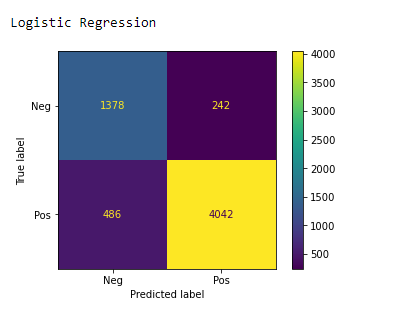 Logistic Regression
4000
3500
3000
2500
2000
1500
1000
500
True label
Neg
1378
242
Pos
486
4042
Neg
Pos
Predicted label